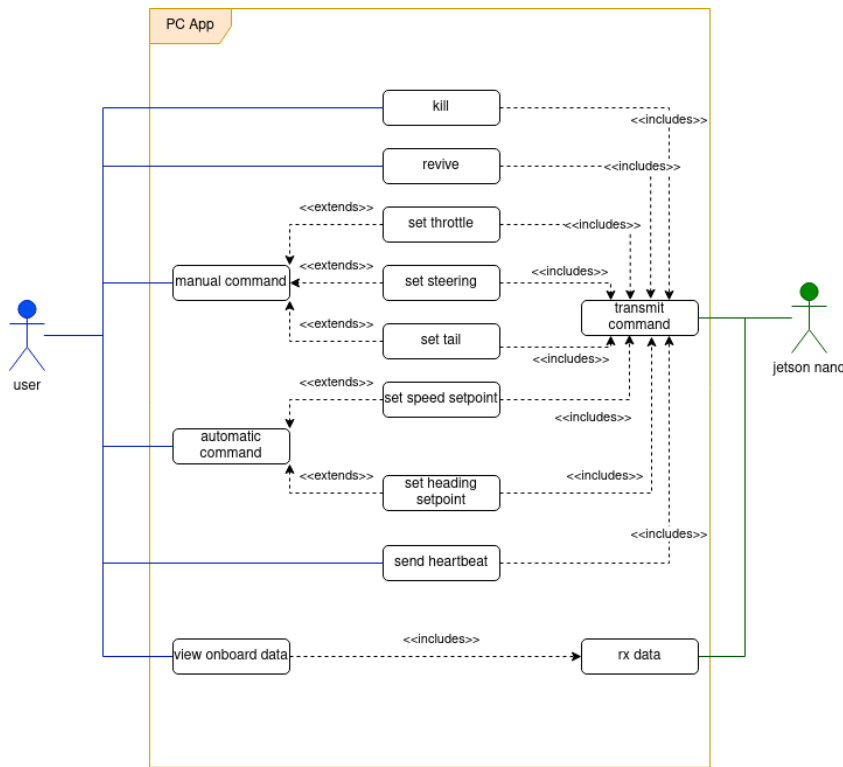 PC App
kill
<<includes>>
revive
<<includes>>
<<extends>>
set throttle
<<includes>>
<<extends>>
manual command
set steering
<<includes>>
transmit
command
<<extends>>
set tail
<<includes>>
user
jetson nano
<<extends>>
set speed setpoint
<<includes>>
automatic
command
<<extends>>
set heading
setpoint
<<includes>>
<<includes>>
send heartbeat
<<includes>>
view onboard data
rx data